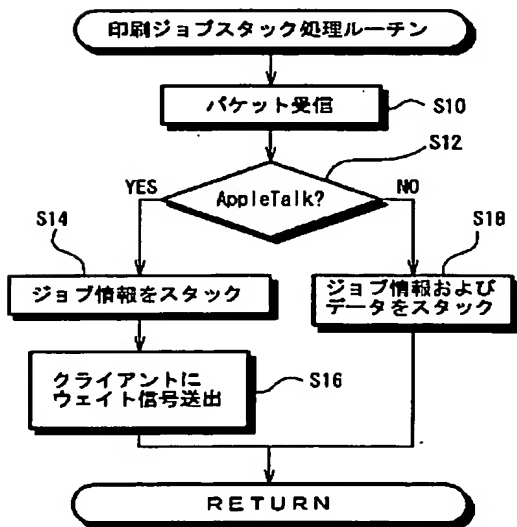 印刷ジョブスタック処理ルーチン
パケット受信
S10
S12
AppleTalk?
YES
NO
S14
S18
ジョブ情報をスタック
ジョブ情報および
データをスタック
クライアントに
ウェイト信号送出
S16
RETURN